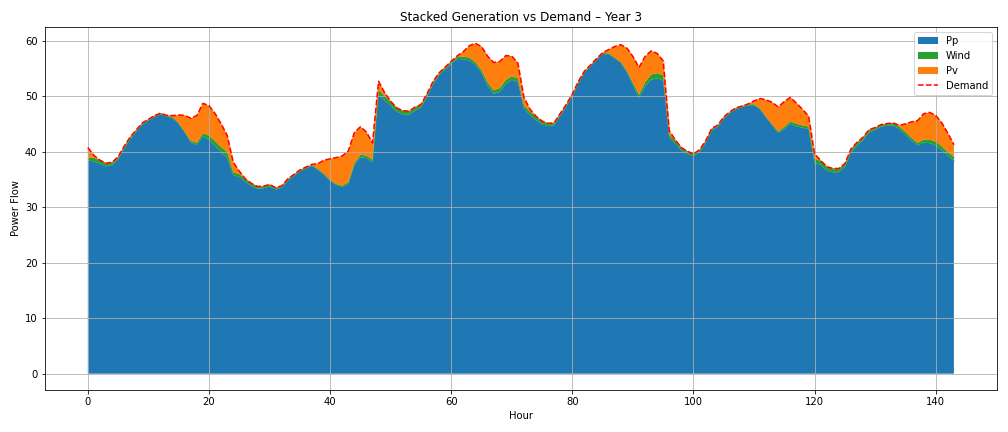 Stacked Generation vs Demand – Year 3
Pp
Wind
Pv
Demand
60
50
40
30
20
10
0
Power Flow
0 20 40 60 80 100 120 140
Hour